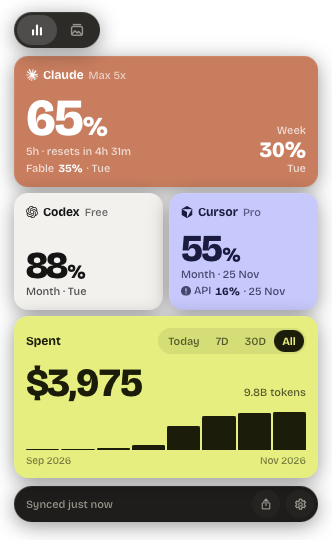 Claude Max 5x
65%
5h · resets in 4h 31m
Fable 35% · Tue
Week
30%
Tue
Codex Free
88%
Month · Tue
Cursor Pro
55%
Month · 25 Nov
API 16% · 25 Nov
Spent
Today 7D 30D All
$3,975
9.8B tokens
Sep 2026
Nov 2026
Synced just now